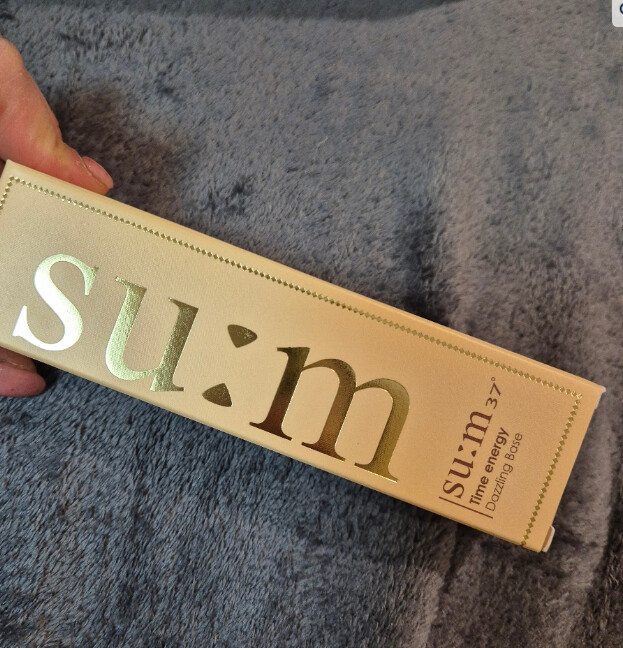 su:m
su:m37°
Time energy
Dazzling Base